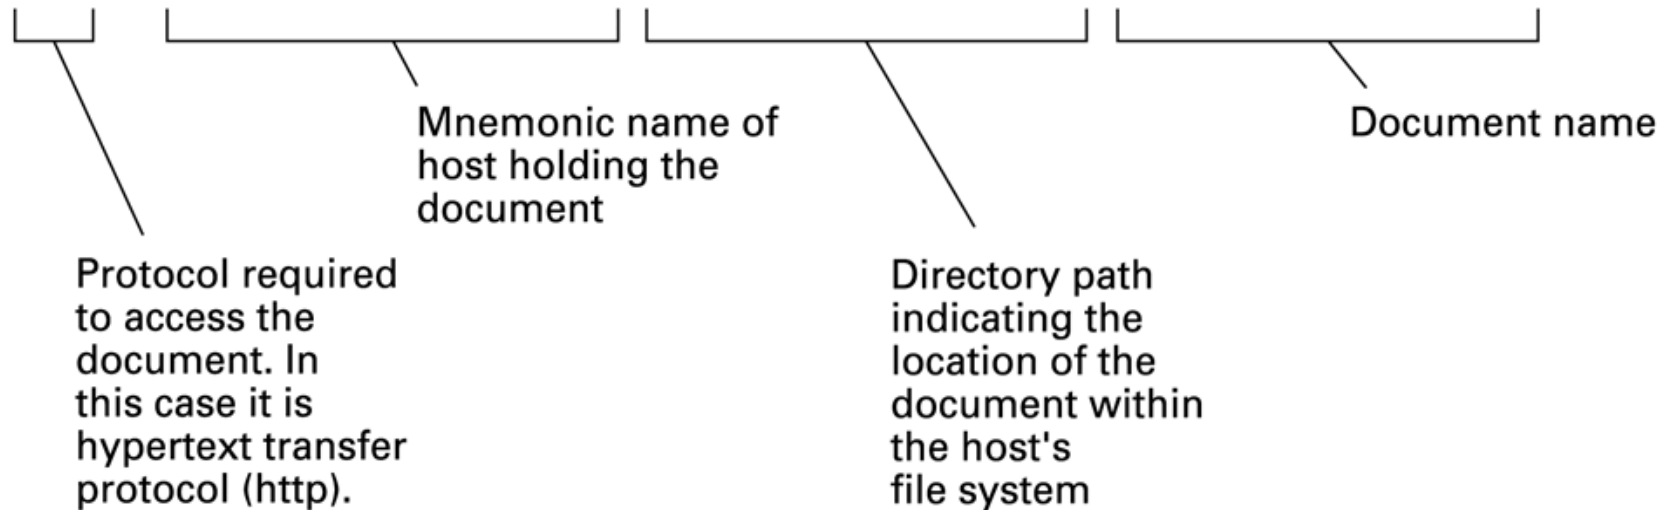 Mnemonic name of
host holding the
document
Document name
Protocol required
to access the
document. In
this case it is
hypertext transfer
protocol (http).
Directory path
indicating the
location of the
document within
the host's
file system